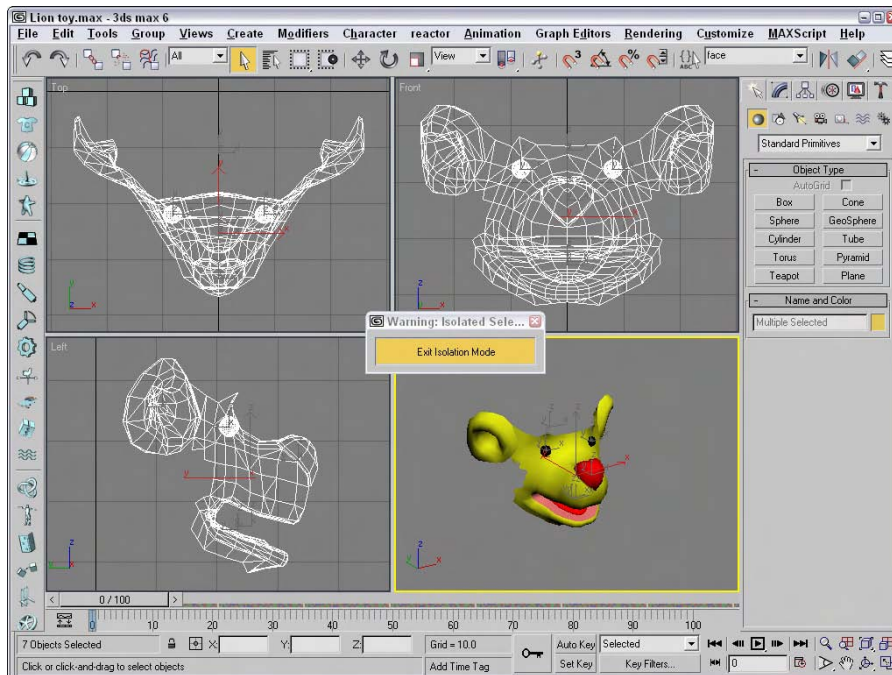 Lion toy.max - 3ds max 6
File Edit Tools Group Views Create Modifiers Character reactor Animation Graph Editors Rendering Customize MAXScript Help
All View 3 % {} ABC face
Top
Front
Left
Standard Primitives
- Object Type
AutoGrid
Box Cone
Sphere GeoSphere
Cylinder Tube
Torus Pyramid
Teapot Plane
- Name and Color
Multiple Selected
Warning: Isolated Sele...
Exit Isolation Mode
x y z
0 / 100
0 10 20 30 40 50 60 70 80 90 100
7 Objects Selected X: Y: Z: Grid = 10.0 Auto Key Selected
Click or click-and-drag to select objects Add Time Tag Set Key Key Filters... 0